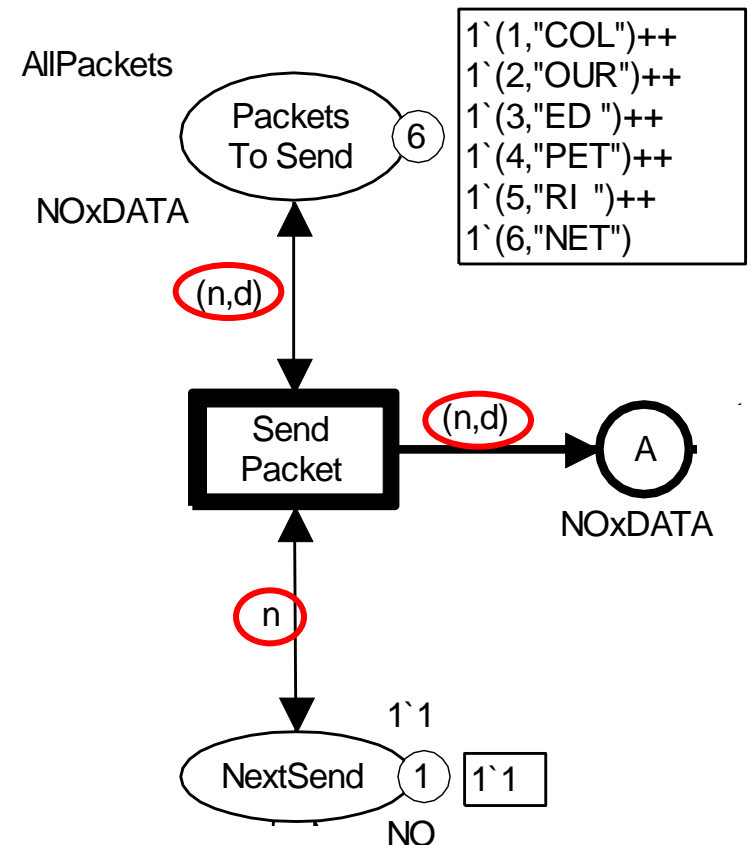 AllPackets
Packets
To Send
6
1`(1,"COL")++
1`(2,"OUR")++
1`(3,"ED ")++
1`(4,"PET")++
1`(5,"RI  ")++
1`(6,"NET")
NOxDATA
(n,d)
Send
Packet
(n,d)
A
NOxDATA
n
1`1
NextSend
1
1`1
NO